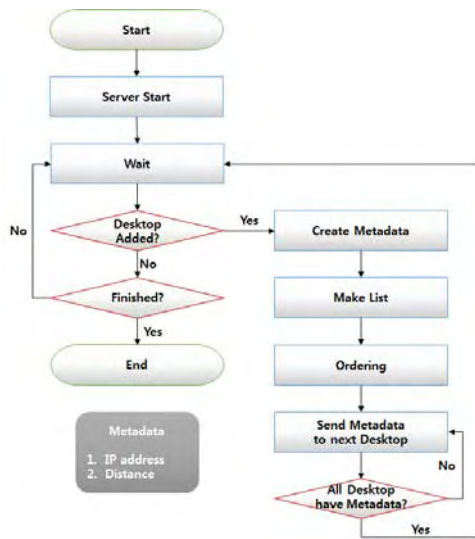 Start
Server Start
Wait
No
Desktop
Added?
Yes
Create Metadata
No
Make List
Finished?
Yes
Ordering
End
Send Metadata
to next Desktop
Metadata
No
1. IP address
2. Distance
All Desktop
have Metadata?
Yes